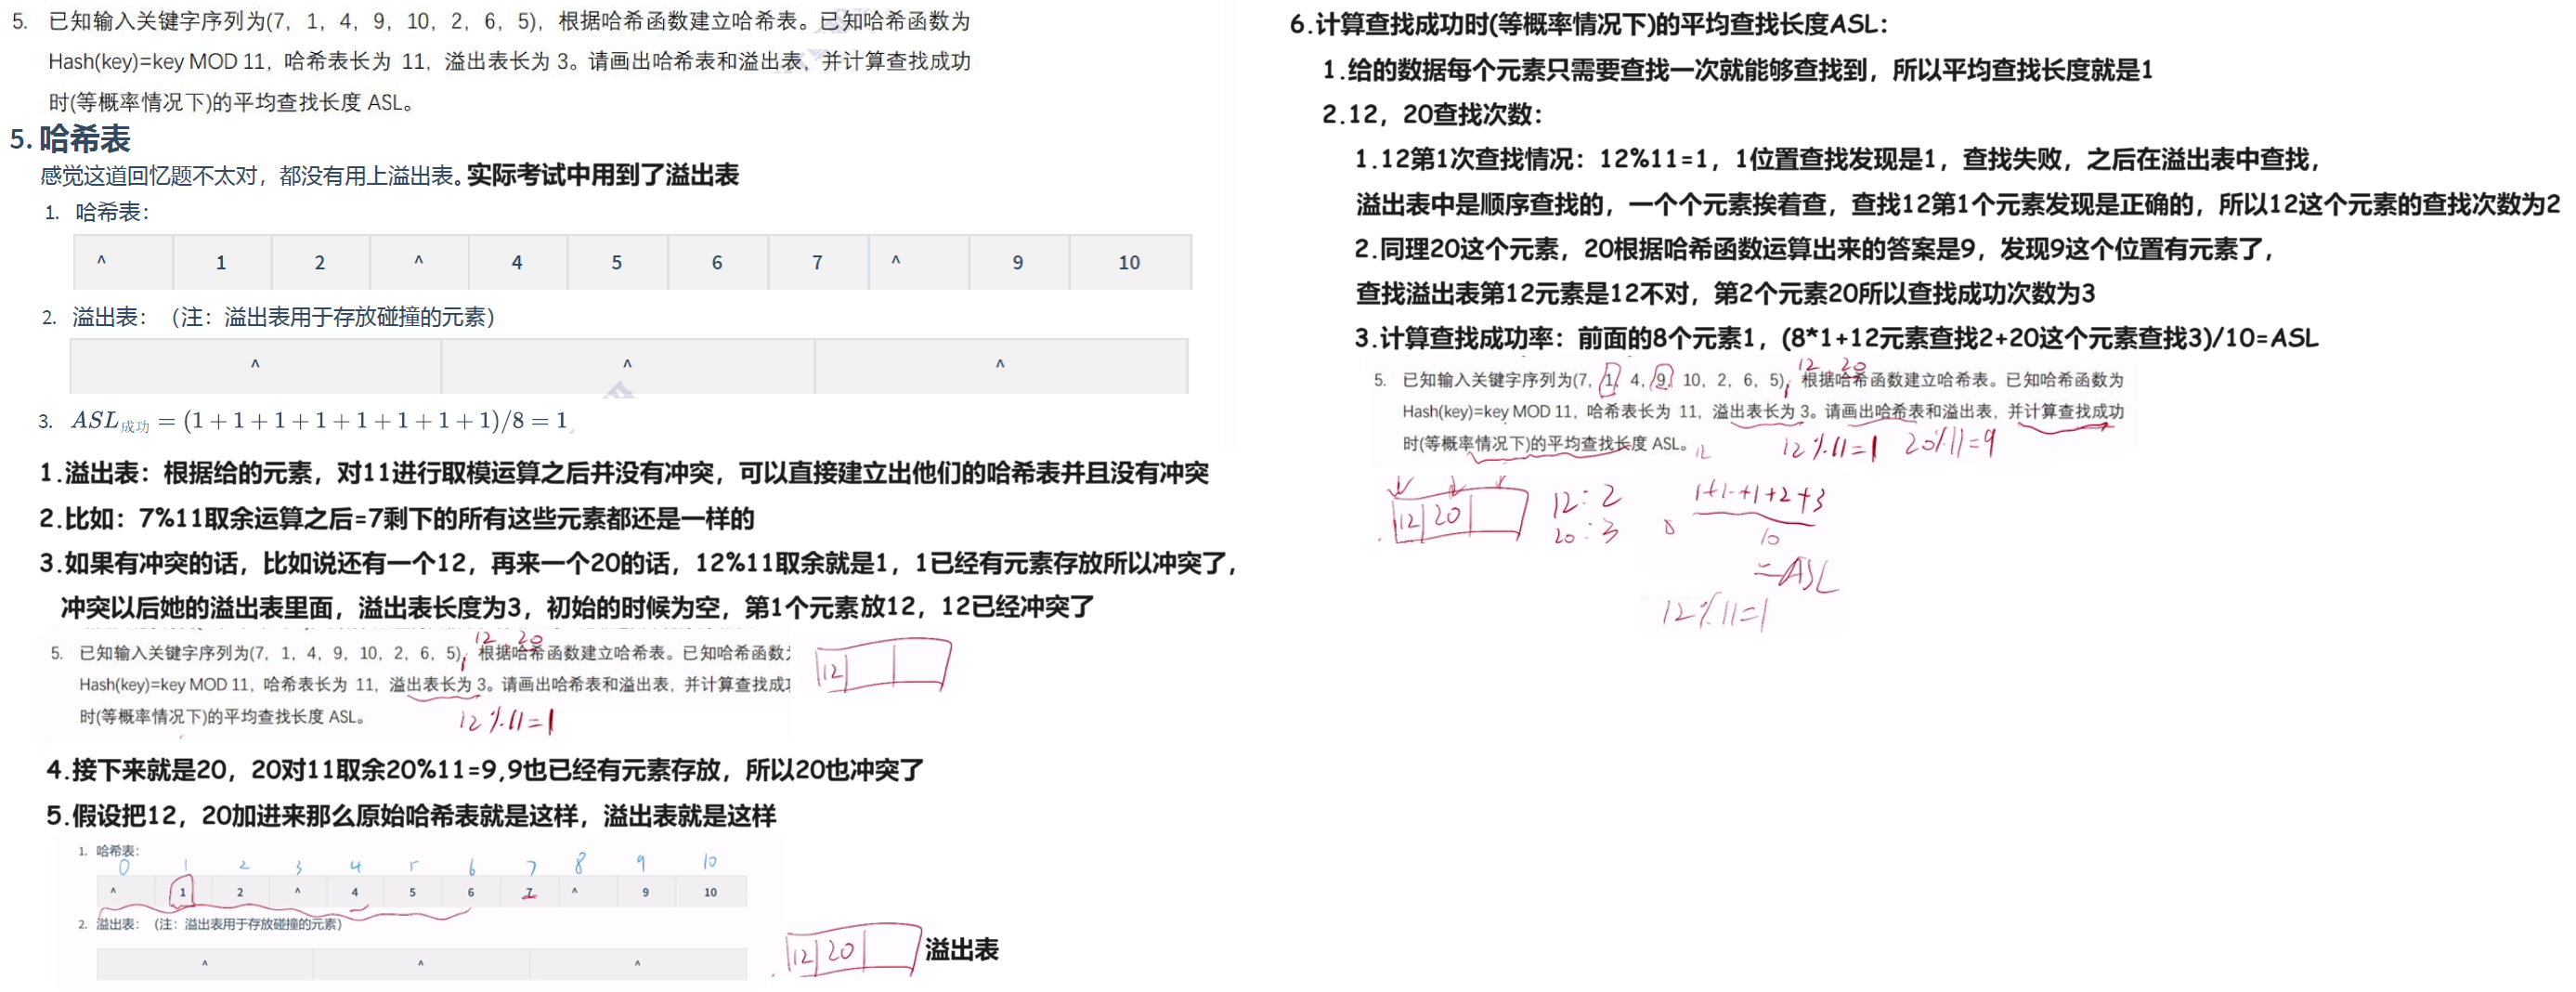 5. 已知输入关键字序列为(7, 1, 4, 9, 10, 2, 6, 5), 根据哈希函数建立哈希表。已知哈希函数为
Hash(key)=key MOD 11, 哈希表长为 11, 溢出表长为 3。请画出哈希表和溢出表, 并计算查找成功
时(等概率情况下)的平均查找长度 ASL。
5. 哈希表
感觉这道回忆题不太对，都没有用上溢出表。实际考试中用到了溢出表
1. 哈希表:
^ 1 2 ^ 4 5 6 7 ^ 9 10
2. 溢出表: （注：溢出表用于存放碰撞的元素）
^ ^ ^
3. ASL成功 = (1 + 1 + 1 + 1 + 1 + 1 + 1 + 1)/8 = 1
1.溢出表：根据给的元素，对11进行取模运算之后并没有冲突，可以直接建立出他们的哈希表并且没有冲突
2.比如：7%11取余运算之后=7剩下的所有这些元素都还是一样的
3.如果有冲突的话，比如说还有一个12，再来一个20的话，12%11取余就是1，1已经有元素存放所以冲突了，
冲突以后她的溢出表里面，溢出表长度为3，初始的时候为空，第1个元素放12，12已经冲突了
12 20
5. 已知输入关键字序列为(7, 1, 4, 9, 10, 2, 6, 5), 根据哈希函数建立哈希表。已知哈希函数
Hash(key)=key MOD 11, 哈希表长为 11, 溢出表长为 3。请画出哈希表和溢出表, 并计算查找成
时(等概率情况下)的平均查找长度 ASL。
12%11=1
12
4.接下来就是20，20对11取余20%11=9,9也已经有元素存放，所以20也冲突了
5.假设把12，20加进来那么原始哈希表就是这样，溢出表就是这样
1. 哈希表:
0 1 2 3 4 5 6 7 8 9 10
^ 1 2 ^ 4 5 6 7 ^ 9 10
2. 溢出表: （注：溢出表用于存放碰撞的元素）
^ ^ ^
12 20 溢出表
6.计算查找成功时(等概率情况下)的平均查找长度ASL：
1.给的数据每个元素只需要查找一次就能够查找到，所以平均查找长度就是1
2.12，20查找次数：
1.12第1次查找情况：12%11=1，1位置查找发现是1，查找失败，之后在溢出表中查找，
溢出表中是顺序查找的，一个个元素挨着查，查找12第1个元素发现是正确的，所以12这个元素的查找次数为2
2.同理20这个元素，20根据哈希函数运算出来的答案是9，发现9这个位置有元素了，
查找溢出表第12元素是12不对，第2个元素20所以查找成功次数为3
3.计算查找成功率：前面的8个元素1，(8*1+12元素查找2+20这个元素查找3)/10=ASL
12 20
5. 已知输入关键字序列为(7, 1, 4, 9, 10, 2, 6, 5), 根据哈希函数建立哈希表。已知哈希函数为
Hash(key)=key MOD 11, 哈希表长为 11, 溢出表长为 3。请画出哈希表和溢出表, 并计算查找成功
时(等概率情况下)的平均查找长度 ASL。
12 12%11=1 20%11=9
12 20
12:2
20:3
8
1+1-+1+2+3
10
=ASL
12%11=1